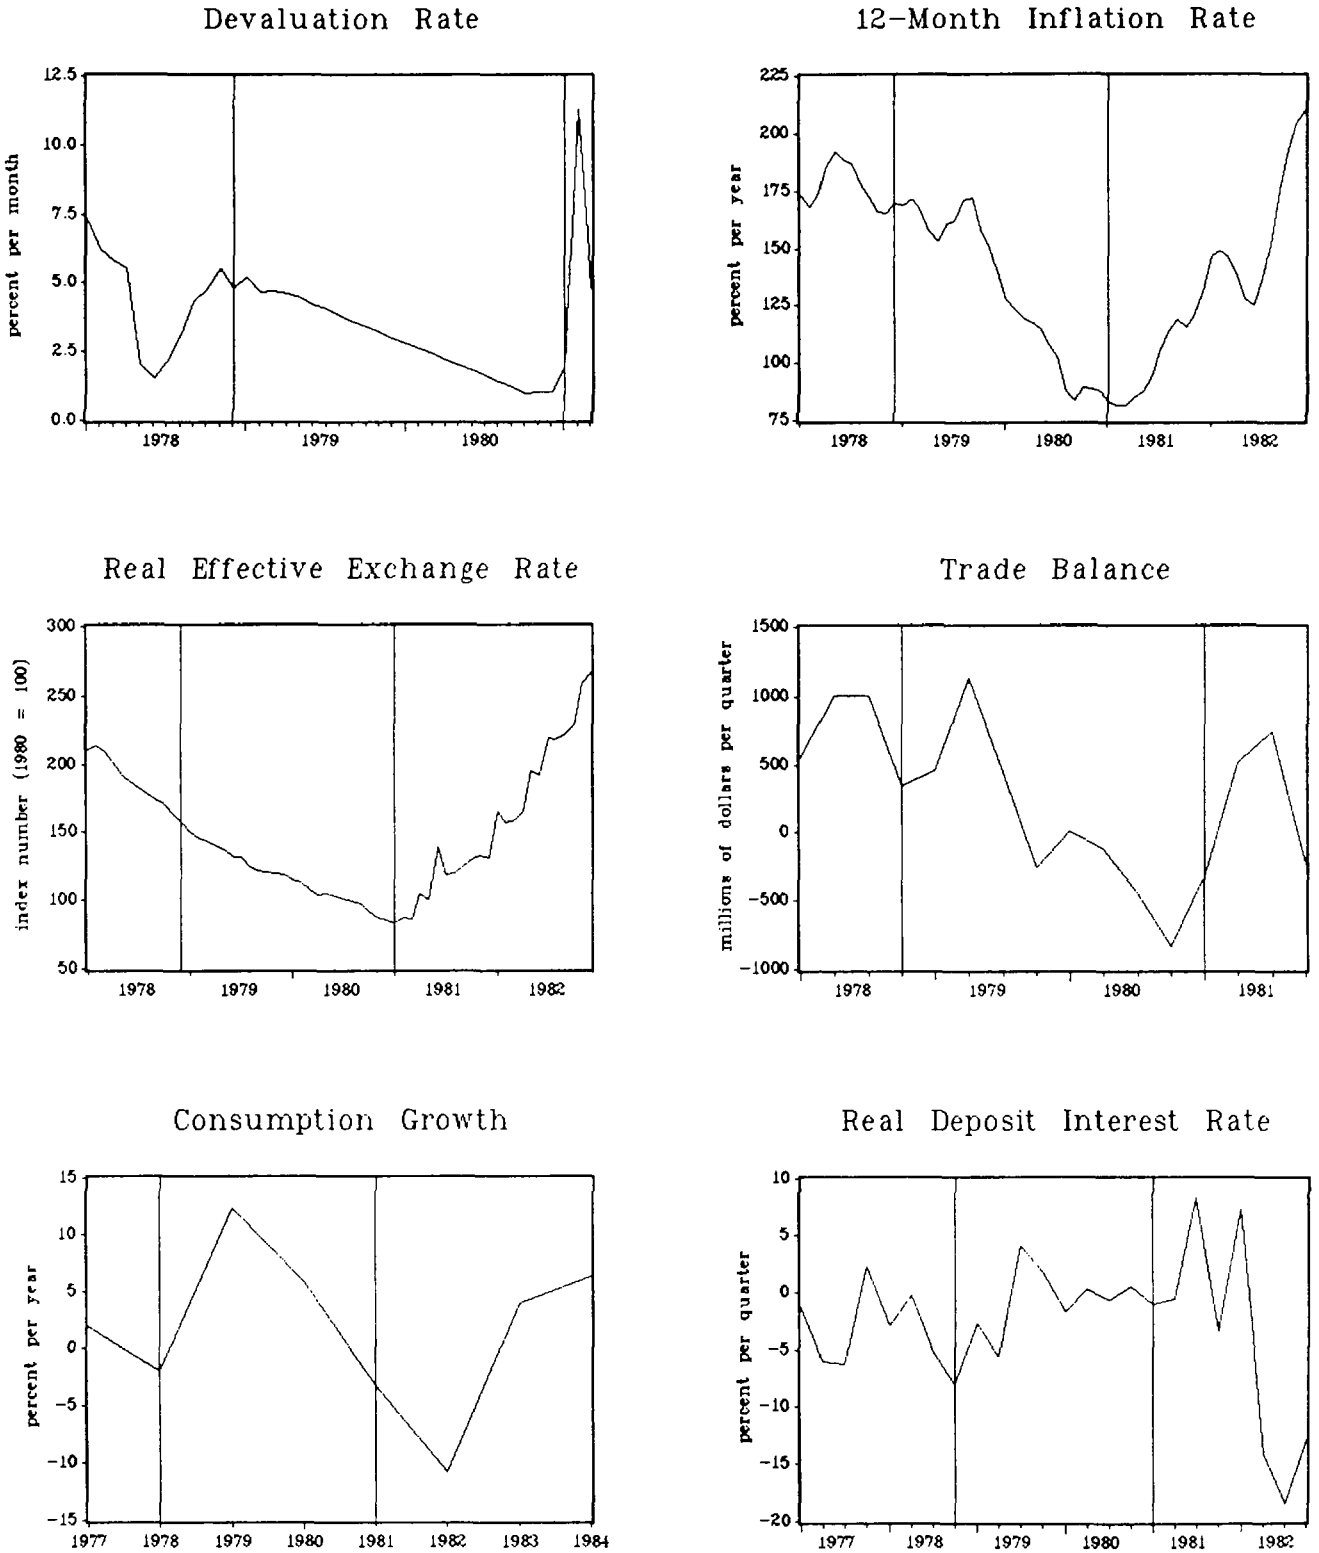 Devaluation Rate
percent per month
12.5
10.0
7.5
5.0
2.5
0.0
1978 1979 1980
12-Month Inflation Rate
percent per year
225
200
175
150
125
100
75
1978 1979 1980 1981 1982
Real Effective Exchange Rate
index number (1980 = 100)
300
250
200
150
100
50
1978 1979 1980 1981 1982
Trade Balance
millions of dollars per quarter
1500
1000
500
0
-500
-1000
1978 1979 1980 1981
Consumption Growth
percent per year
15
10
5
0
-5
-10
-15
1977 1978 1979 1980 1981 1982 1983 1984
Real Deposit Interest Rate
percent per quarter
10
5
0
-5
-10
-15
-20
1977 1978 1979 1980 1981 1982